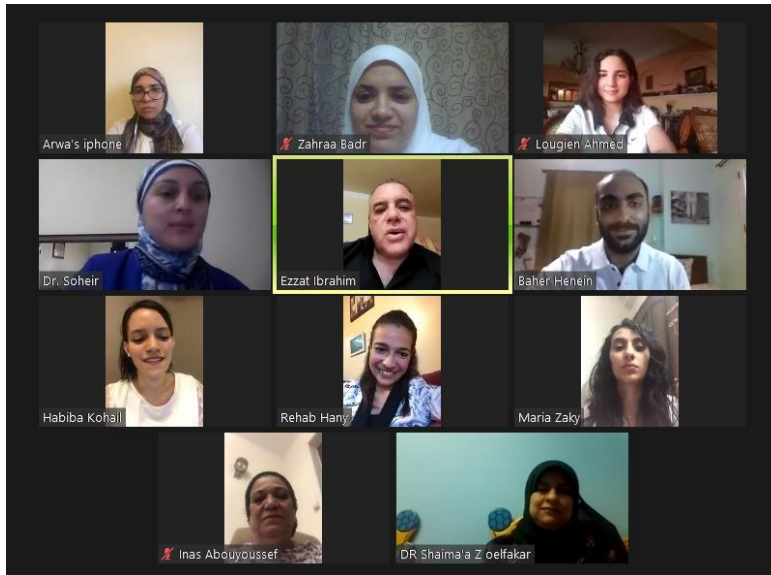 Arwa's iphone
Zahraa Badr
Lougien Ahmed
Dr. Soheir
Ezzat Ibrahim
Baher Henein
Habiba Kohail
Rehab Hany
Maria Zaky
Inas Abouyoussef
DR Shaima'a Z oelfakar